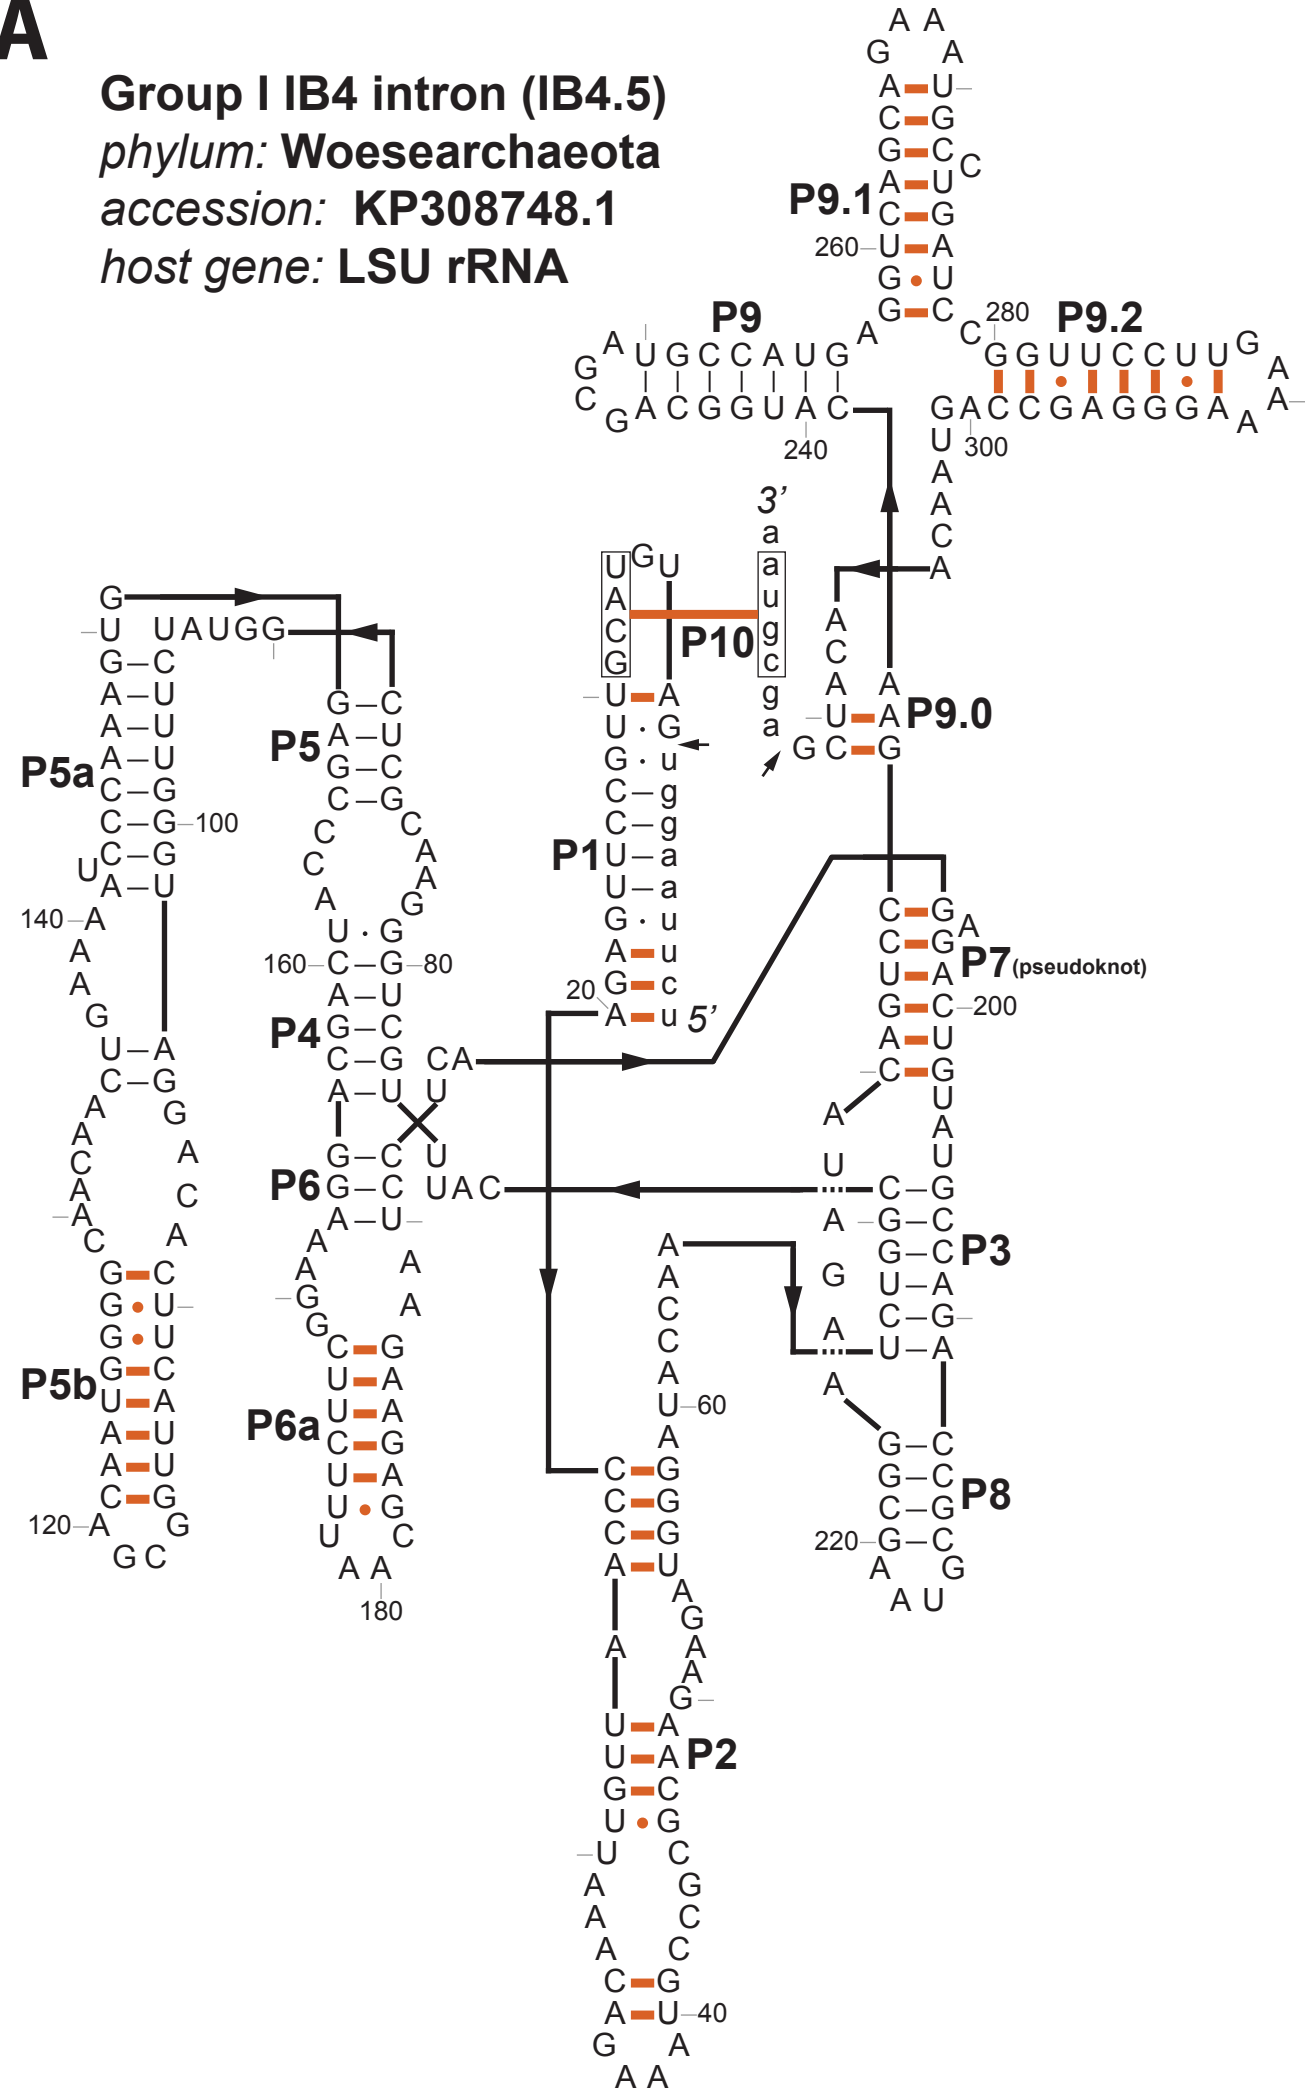 A
Group I IB4 intron (IB4.5)
phylum: Woesearchaeota
accession: KP308748.1
host gene: LSU rRNA
A A
G A
A U
C G
G C C
A U
P9.1
C G
260 U A
G U
G C
P9
A
C
280
P9.2
G A U G C C A U G
G G U U C C U U G A A
C G A C G G U A C
G A C C G A G G G A A
240
300
U
A
A
C
A
3'
a
a
u
g
c
g
a
U G U
A
C
G
P10
U A
U G
G u
C g
C g
P1
U a
U a
G u
A u
G c
20
A u 5'
A
C
A
U
G C
A
A
G
P9.0
G
U U A U G G
G C
A U
A U
A U
P5a
C G
C G 100
C G
U
A U
140 A
A
A
G
U A
C G
A G
A A
C C
A A
A
C
G C
G U
G U
G C
P5b
U A
A U
A U
C G
120 A G
G C
G C
A U
P5
G C
C G
C C
C A
A A
G
U G
160 C G 80
A U
G C
P4
C G
A U
C A
U
G C
U
P6
G C
U A C
A U
A A
A A
G
G
C G
U A
U A
P6a
C G
U A
U G
U C
A A
180
C G
A
C G
P7 (pseudoknot)
U A
G C 200
A U
C G
A U
A
U U
C G
A G C
G C
P3
G U A
C G
A U A
A
G C
G C
P8
C G
220 G C
A G
A U
A
A
C
C
A
U 60
A
C G
C G
C G
A U
A
G
A
A
A
G
U A
U A
P2
G C
U G
U C
A G
A C
A C
C G
A U 40
G A
A A